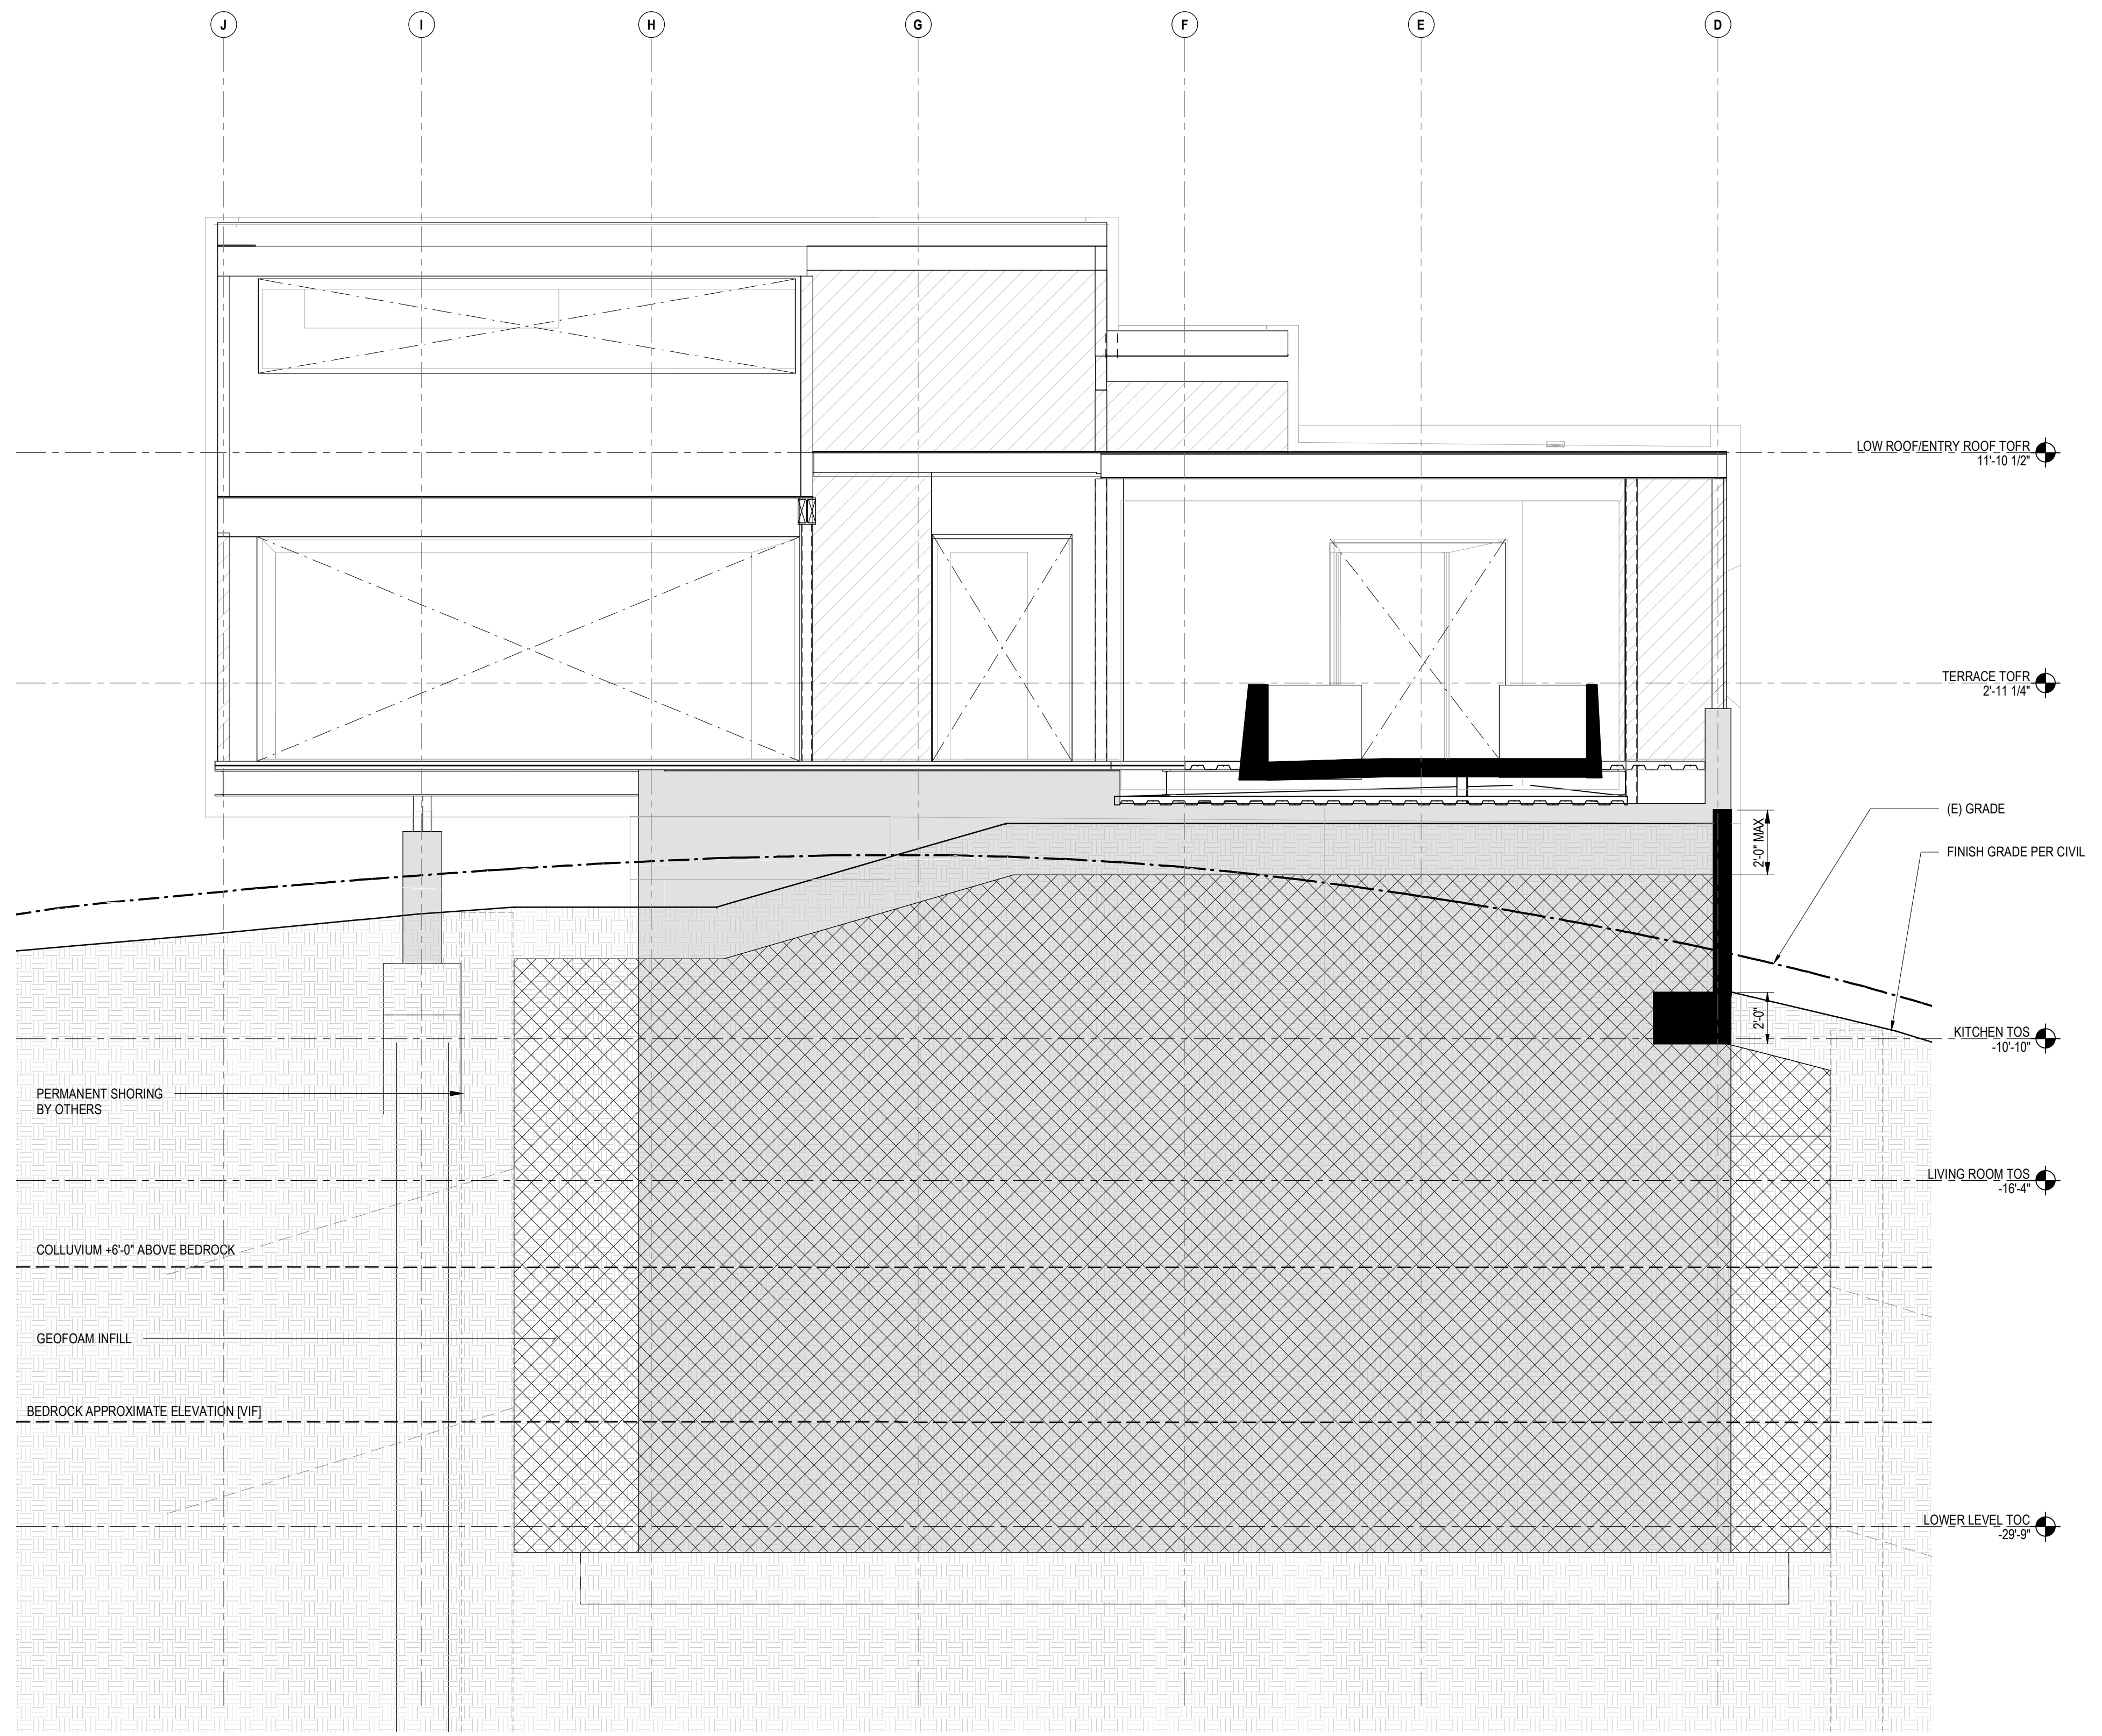 J I H G F E D
LOW ROOF/ENTRY ROOF TOFR
11'-10 1/2"
TERRACE TOFR
2'-11 1/4"
(E) GRADE
2'-0" MAX
FINISH GRADE PER CIVIL
2'-0"
KITCHEN TOS
-10'-10"
PERMANENT SHORING
BY OTHERS
LIVING ROOM TOS
-16'-4"
COLLUVIUM +6'-0" ABOVE BEDROCK
GEOFOAM INFILL
BEDROCK APPROXIMATE ELEVATION [VIF]
LOWER LEVEL TOC
-29'-9"